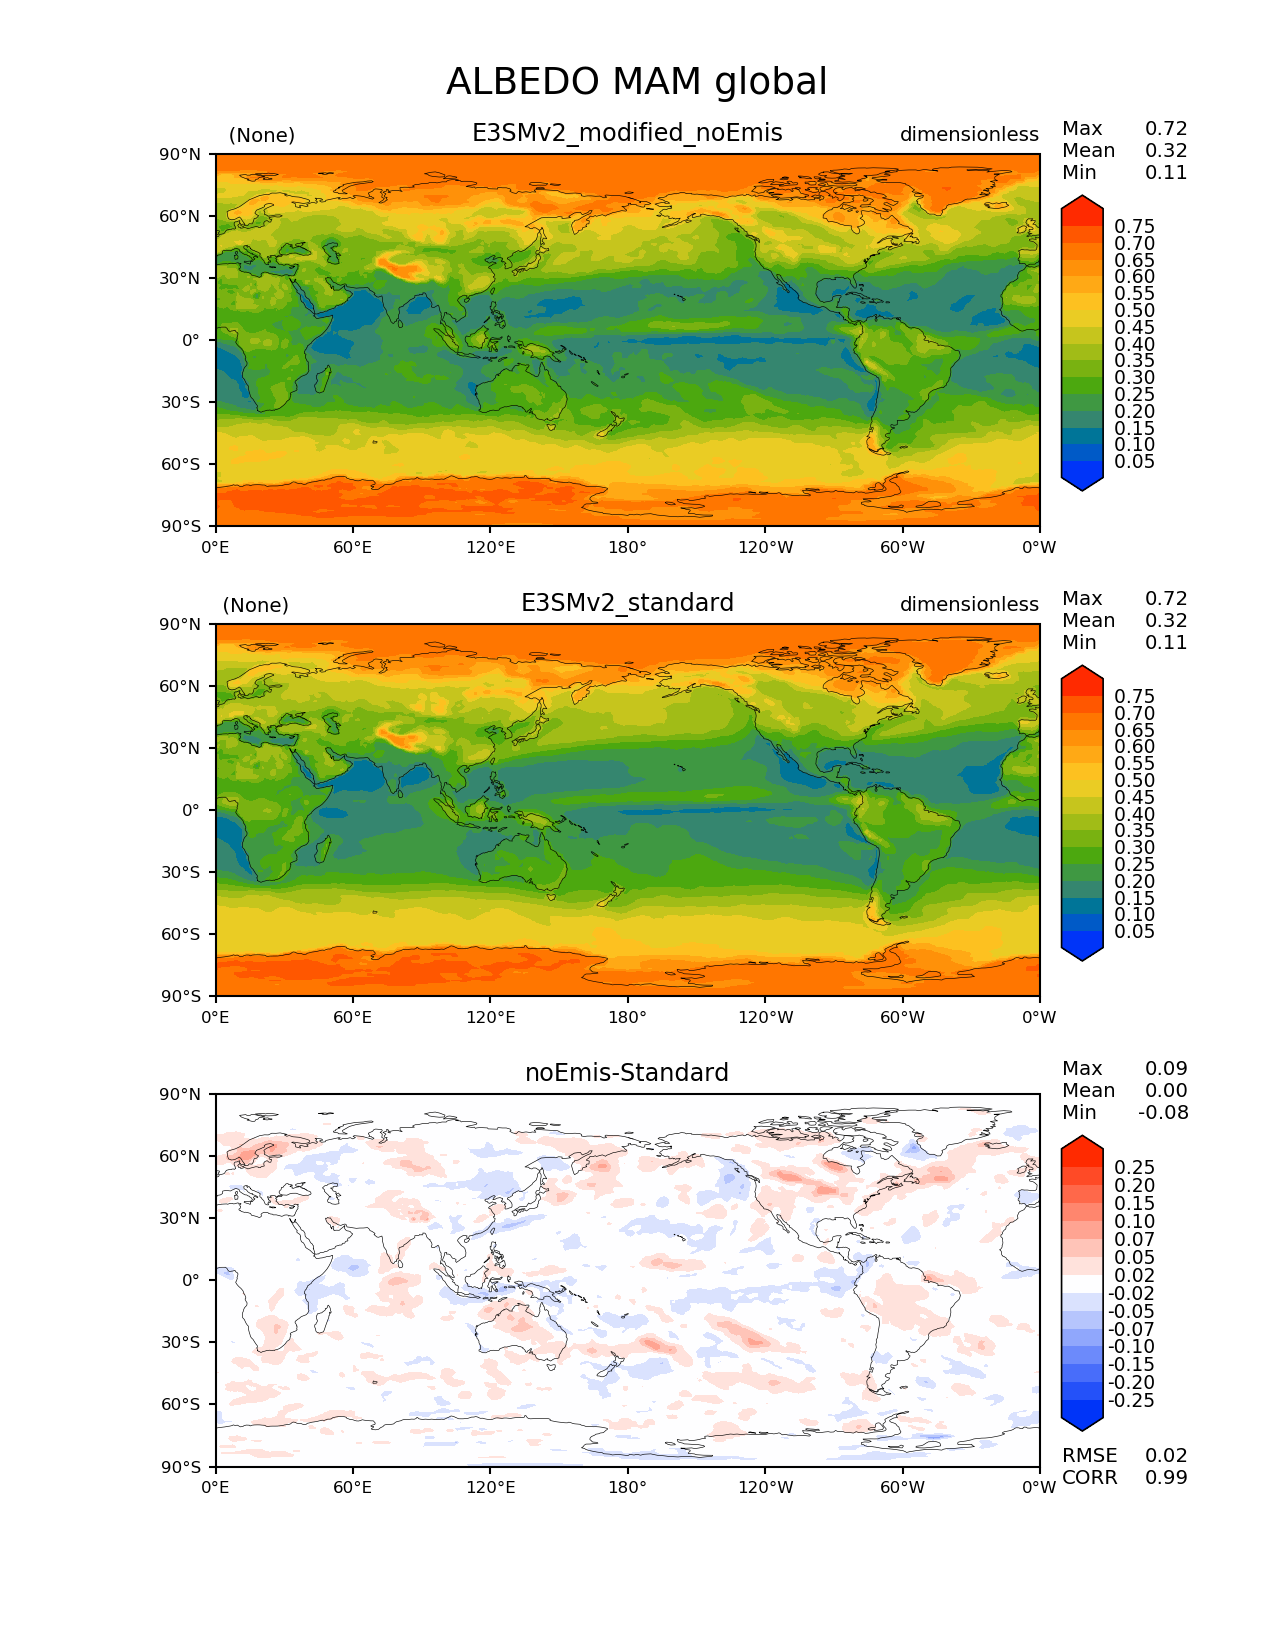 ALBEDO MAM global
(None) E3SMv2_modified_noEmis dimensionless
Max 0.72
Mean 0.32
Min 0.11
90°N
60°N
30°N
0°
30°S
60°S
90°S
0°E 60°E 120°E 180° 120°W 60°W 0°W
0.75
0.70
0.65
0.60
0.55
0.50
0.45
0.40
0.35
0.30
0.25
0.20
0.15
0.10
0.05
(None) E3SMv2_standard dimensionless
Max 0.72
Mean 0.32
Min 0.11
90°N
60°N
30°N
0°
30°S
60°S
90°S
0°E 60°E 120°E 180° 120°W 60°W 0°W
0.75
0.70
0.65
0.60
0.55
0.50
0.45
0.40
0.35
0.30
0.25
0.20
0.15
0.10
0.05
noEmis-Standard
Max 0.09
Mean 0.00
Min -0.08
90°N
60°N
30°N
0°
30°S
60°S
90°S
0°E 60°E 120°E 180° 120°W 60°W 0°W
0.25
0.20
0.15
0.10
0.07
0.05
0.02
-0.02
-0.05
-0.07
-0.10
-0.15
-0.20
-0.25
RMSE 0.02
CORR 0.99